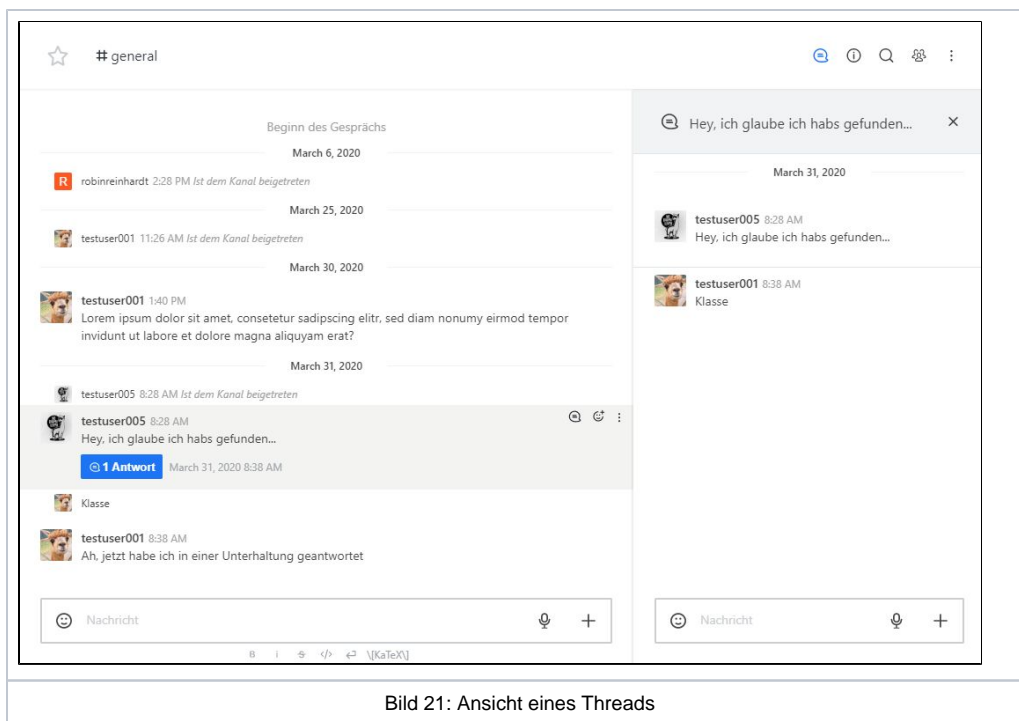 # general
Beginn des Gesprächs
March 6, 2020
R robinreinhardt 2:28 PM Ist dem Kanal beigetreten
March 25, 2020
testuser001 11:26 AM Ist dem Kanal beigetreten
March 30, 2020
testuser001 1:40 PM
Lorem ipsum dolor sit amet, consetetur sadipscing elitr, sed diam nonumy eirmod tempor
invidunt ut labore et dolore magna aliquyam erat?
March 31, 2020
testuser005 8:28 AM Ist dem Kanal beigetreten
testuser005 8:28 AM
Hey, ich glaube ich habs gefunden...
1 Antwort March 31, 2020 8:38 AM
Klasse
testuser001 8:38 AM
Ah, jetzt habe ich in einer Unterhaltung geantwortet
Nachricht
B i S </> \[KaTeX\]
Hey, ich glaube ich habs gefunden...
March 31, 2020
testuser005 8:28 AM
Hey, ich glaube ich habs gefunden...
testuser001 8:38 AM
Klasse
Nachricht
Bild 21: Ansicht eines Threads